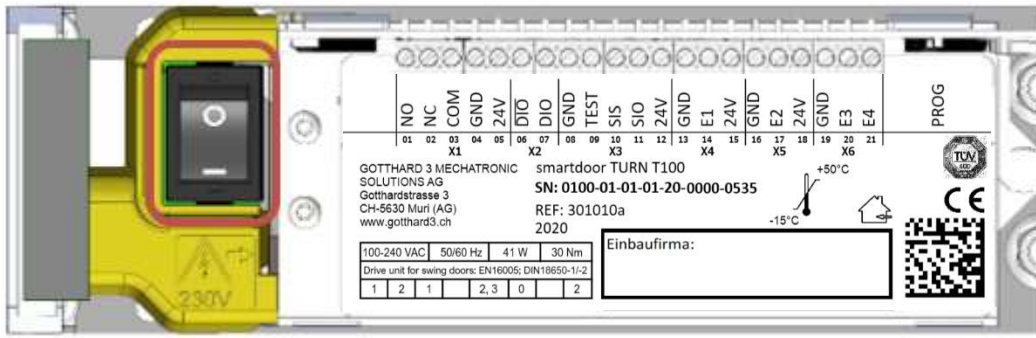 NO NC COM GND 24V DIO DIO GND TEST SIS SIO 24V GND E1 24V GND E2 24V GND E3 E4 PROG
01 02 03 04 05 06 07 08 09 10 11 12 13 14 15 16 17 18 19 20 21
X1 X2 X3 X4 X5 X6
GOTTHARD 3 MECHATRONIC
SOLUTIONS AG
Gotthardstrasse 3
CH-5630 Muri (AG)
www.gotthard3.ch
smartdoor TURN T100
SN: 0100-01-01-01-20-0000-0535
REF: 301010a
2020
+50°C
-15°C
TÜV
CE
100-240 VAC 50/60 Hz 41 W 30 Nm
Drive unit for swing doors: EN16005; DIN18650-1/-2
1 2 1 2, 3 0 2
Einbaufirma:
230V